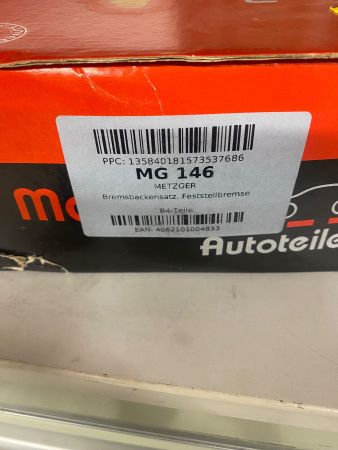 PPC: 135840181573537686
MG 146
METZGER
Bremsbackensatz, Feststellbremse
B4-Teile
EAN: 4062101004833
Autoteile